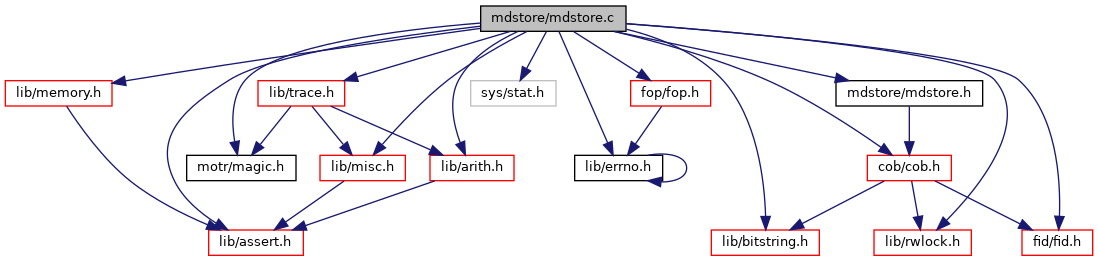 mdstore/mdstore.c
lib/memory.h
lib/trace.h
sys/stat.h
fop/fop.h
mdstore/mdstore.h
motr/magic.h
lib/misc.h
lib/arith.h
lib/errno.h
cob/cob.h
lib/assert.h
lib/bitstring.h
lib/rwlock.h
fid/fid.h